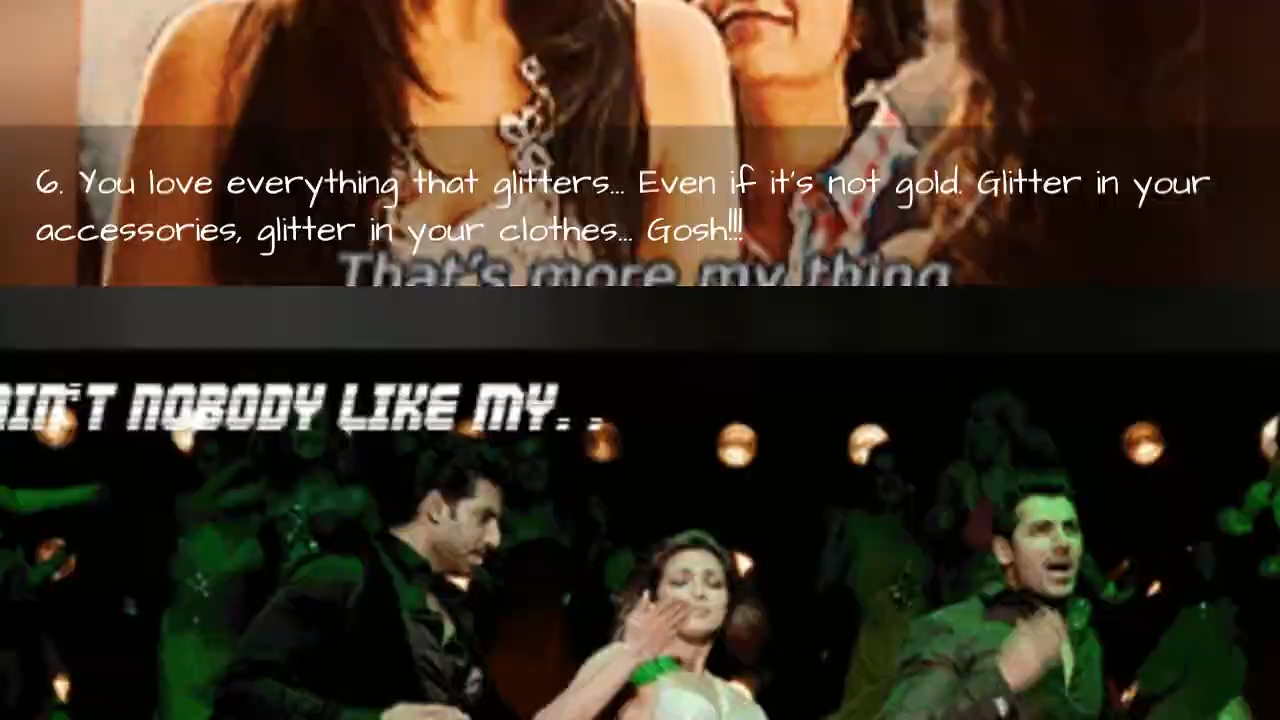 6. You love everything that glitters... Even if it's not gold. Glitter in your
accessories, glitter in your clothes... Gosh!!!
That's more my thing
AIN'T NOBODY LIKE MY..